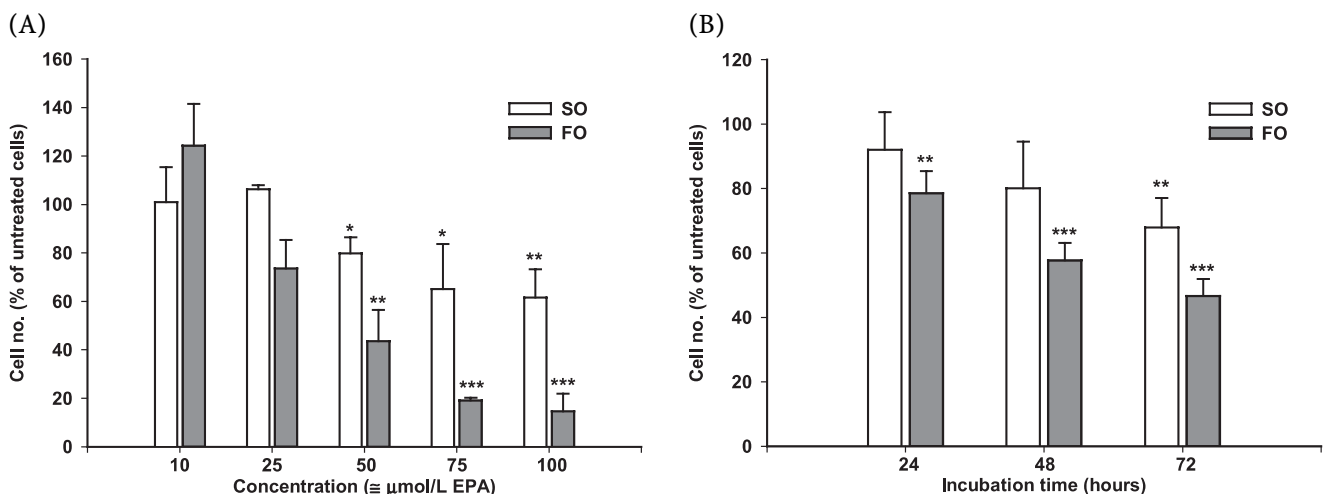 (A)
160
140
120
100
80
60
40
20
0
Cell no. (% of untreated cells)
SO
FO
*
**
*
***
**
***
10 25 50 75 100
Concentration (≅ μmol/L EPA)
(B)
120
100
80
60
40
20
0
Cell no. (% of untreated cells)
SO
FO
**
***
**
***
24 48 72
Incubation time (hours)